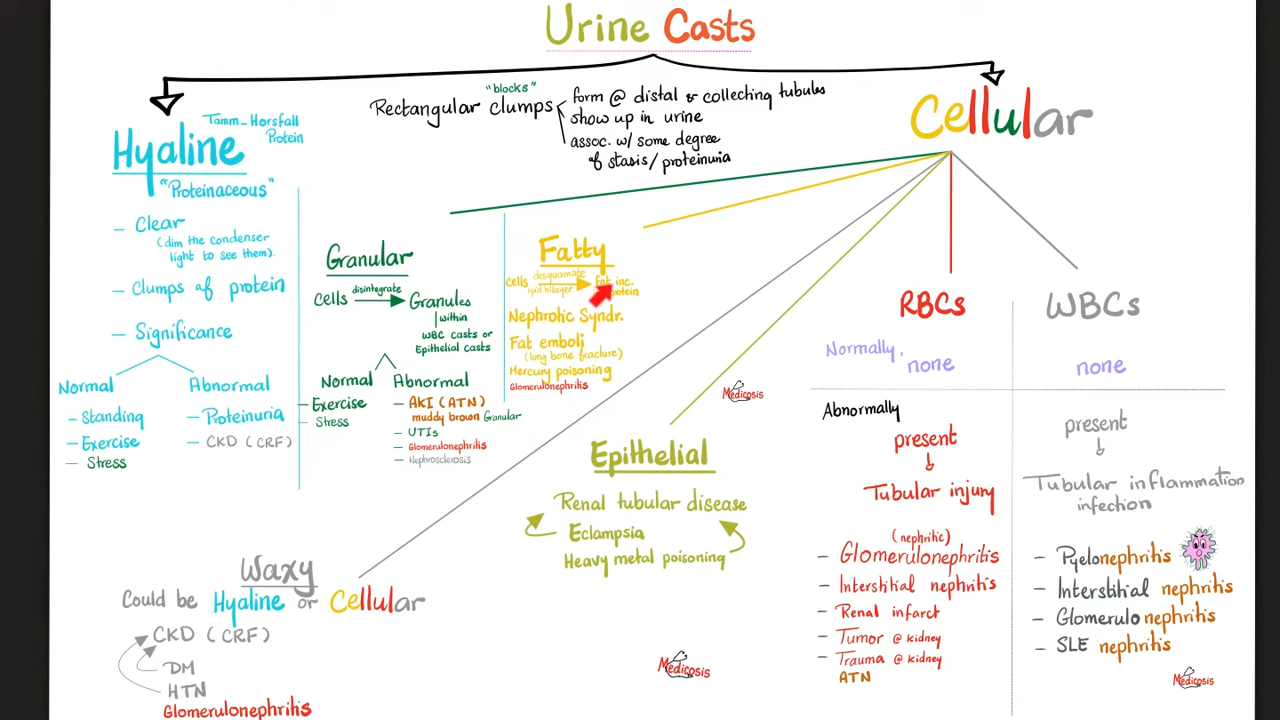 Urine Casts
"blocks"
Rectangular clumps
form @ distal & collecting tubules
show up in urine
assoc. w/ some degree
of stasis/proteinuria
Tamm-Horsfall
Protein
Hyaline
"Proteinaceous"
- Clear
(dim the condenser
light to see them).
- Clumps of protein
- Significance
Normal
- Standing
- Exercise
- Stress
Abnormal
- Proteinuria
- CKD (CRF)
Granular
Cells disintegrate Granules
within
WBC casts or
Epithelial casts
Normal
- Exercise
- Stress
Abnormal
- AKI (ATN)
muddy brown Granular
- UTIs
- Glomerulonephritis
- Nephrosclerosis
Fatty
Cells desquamate Fat inc.
lipid bilayer protein
Nephrotic Syndr.
Fat emboli
(long bone fracture)
Mercury poisoning
Glomerulonephritis
Cellular
Medicosis
Epithelial
Renal tubular disease
Eclampsia
Heavy metal poisoning
Waxy
Could be Hyaline or Cellular
CKD (CRF)
DM
HTN
Glomerulonephritis
Medicosis
RBCs
Normally, none
Abnormally
present
Tubular injury
(nephritic)
- Glomerulonephritis
- Interstitial nephritis
- Renal infarct
- Tumor @ kidney
- Trauma @ kidney
ATN
WBCs
none
present
Tubular inflammation
infection
- Pyelonephritis
- Interstitial nephritis
- Glomerulonephritis
- SLE nephritis
Medicosis